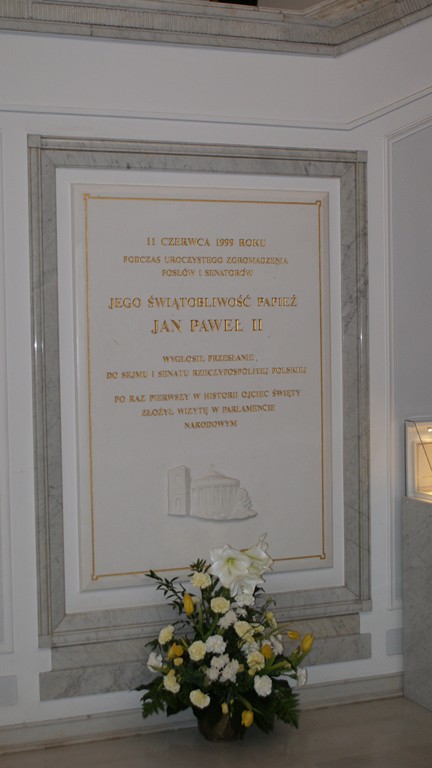 11 CZERWCA 1999 ROKU
PODCZAS UROCZYSTEGO ZGROMADZENIA
POSŁÓW I SENATORÓW
JEGO ŚWIĄTOBLIWOŚĆ PAPIEŻ
JAN PAWEŁ II
WYGŁOSIŁ PRZESŁANIE
DO SEJMU I SENATU RZECZYPOSPOLITEJ POLSKIEJ
PO RAZ PIERWSZY W HISTORII OJCIEC ŚWIĘTY
ZŁOŻYŁ WIZYTĘ W PARLAMENCIE
NARODOWYM